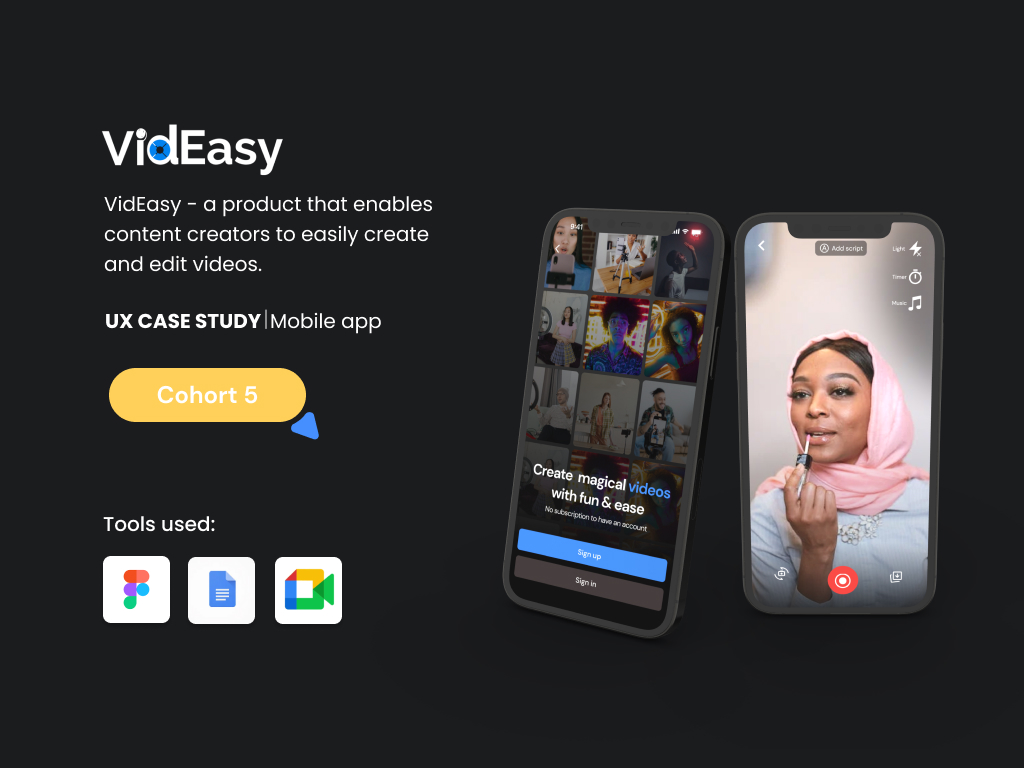 VidEasy
VidEasy - a product that enables
content creators to easily create
and edit videos.
UX CASE STUDY|Mobile app
Cohort 5
Tools used:
9:41
Create magical videos
with fun & ease
No subscription to have an account
Sign up
Sign in
Add script
Light
Timer
Music